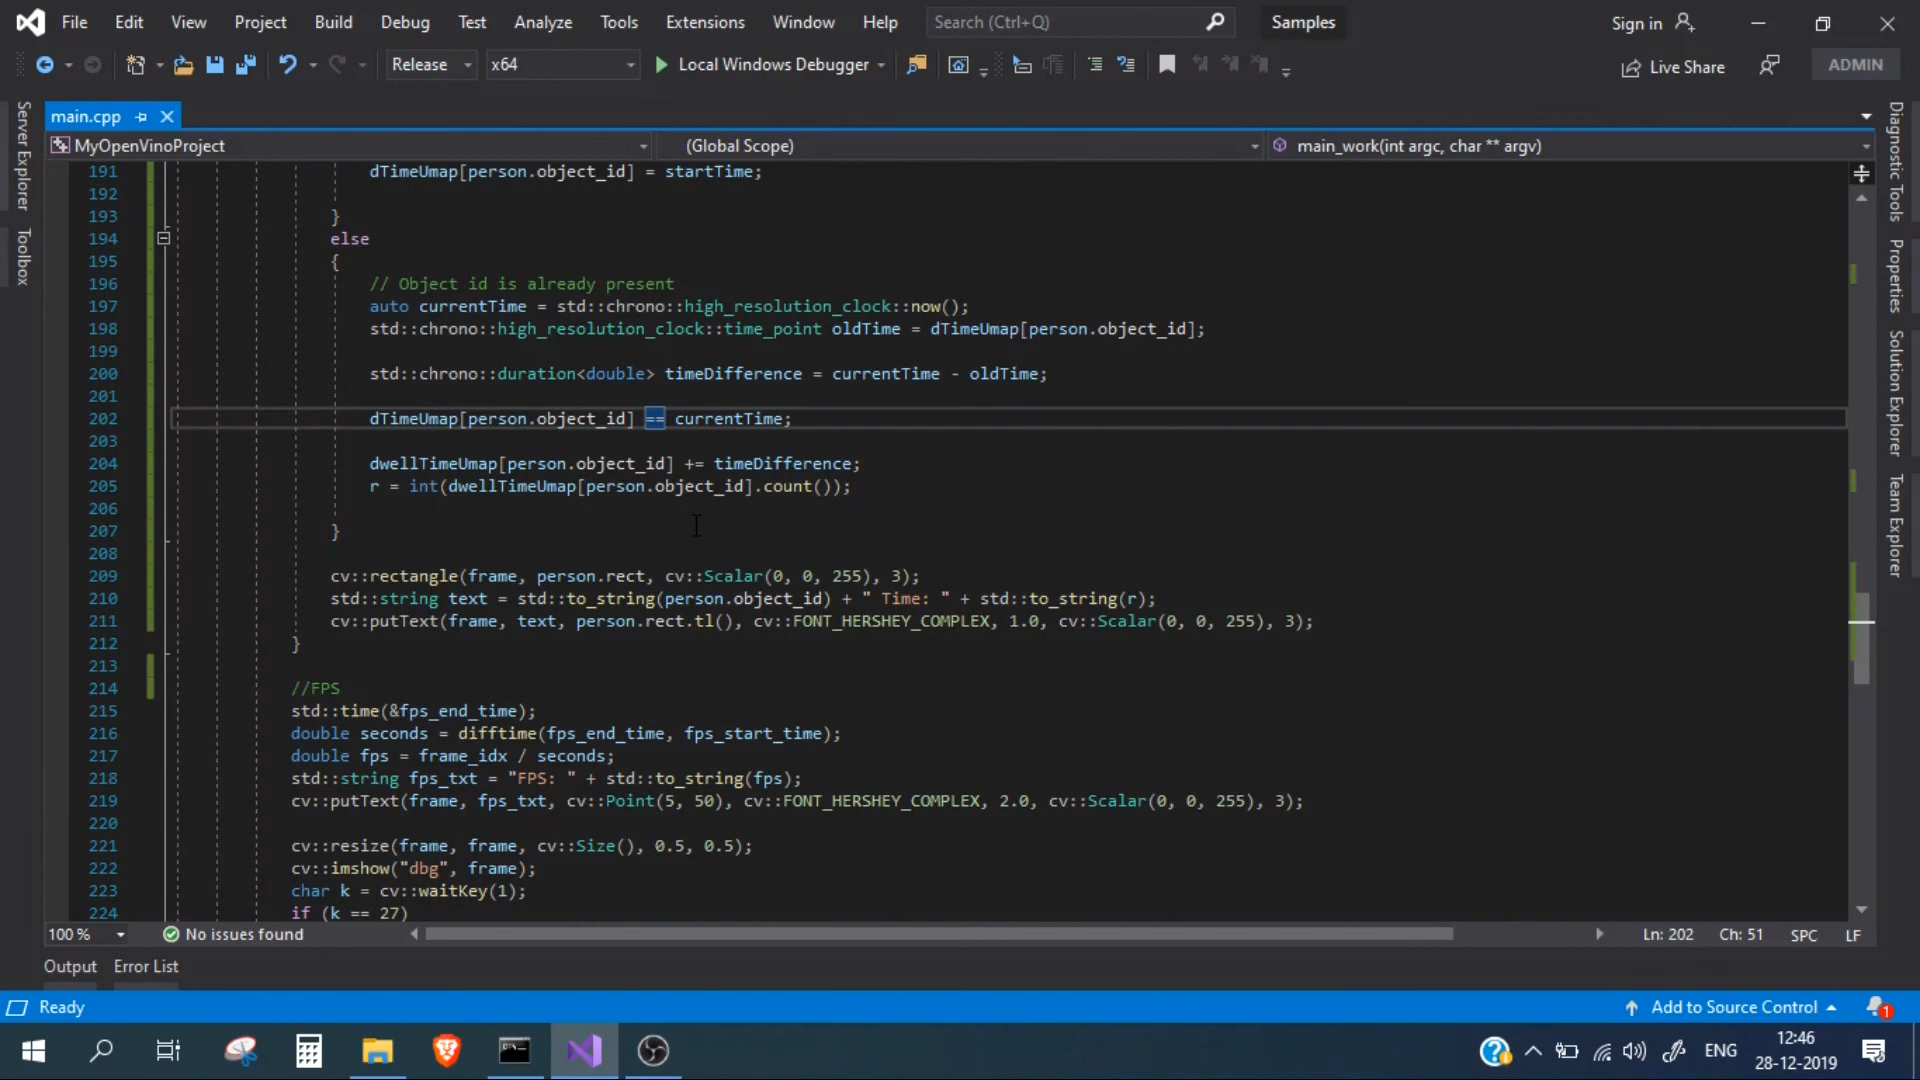 File Edit View Project Build Debug Test Analyze Tools Extensions Window Help Search (Ctrl+Q) Samples Sign in
Release x64 Local Windows Debugger Live Share ADMIN
Server Explorer
Toolbox
main.cpp
MyOpenVinoProject (Global Scope) main_work(int argc, char ** argv)
191 dTimeUmap[person.object_id] = startTime;
192
193 }
194 else
195 {
196 // Object id is already present
197 auto currentTime = std::chrono::high_resolution_clock::now();
198 std::chrono::high_resolution_clock::time_point oldTime = dTimeUmap[person.object_id];
199
200 std::chrono::duration<double> timeDifference = currentTime - oldTime;
201
202 dTimeUmap[person.object_id] == currentTime;
203
204 dwellTimeUmap[person.object_id] += timeDifference;
205 r = int(dwellTimeUmap[person.object_id].count());
206
207 }
208
209 cv::rectangle(frame, person.rect, cv::Scalar(0, 0, 255), 3);
210 std::string text = std::to_string(person.object_id) + " Time: " + std::to_string(r);
211 cv::putText(frame, text, person.rect.tl(), cv::FONT_HERSHEY_COMPLEX, 1.0, cv::Scalar(0, 0, 255), 3);
212 }
213
214 //FPS
215 std::time(&fps_end_time);
216 double seconds = difftime(fps_end_time, fps_start_time);
217 double fps = frame_idx / seconds;
218 std::string fps_txt = "FPS: " + std::to_string(fps);
219 cv::putText(frame, fps_txt, cv::Point(5, 50), cv::FONT_HERSHEY_COMPLEX, 2.0, cv::Scalar(0, 0, 255), 3);
220
221 cv::resize(frame, frame, cv::Size(), 0.5, 0.5);
222 cv::imshow("dbg", frame);
223 char k = cv::waitKey(1);
224 if (k == 27)
Diagnostic Tools
Properties
Solution Explorer
Team Explorer
100 % No issues found Ln: 202 Ch: 51 SPC LF
Output Error List
Ready Add to Source Control 1
ENG 12:46
28-12-2019